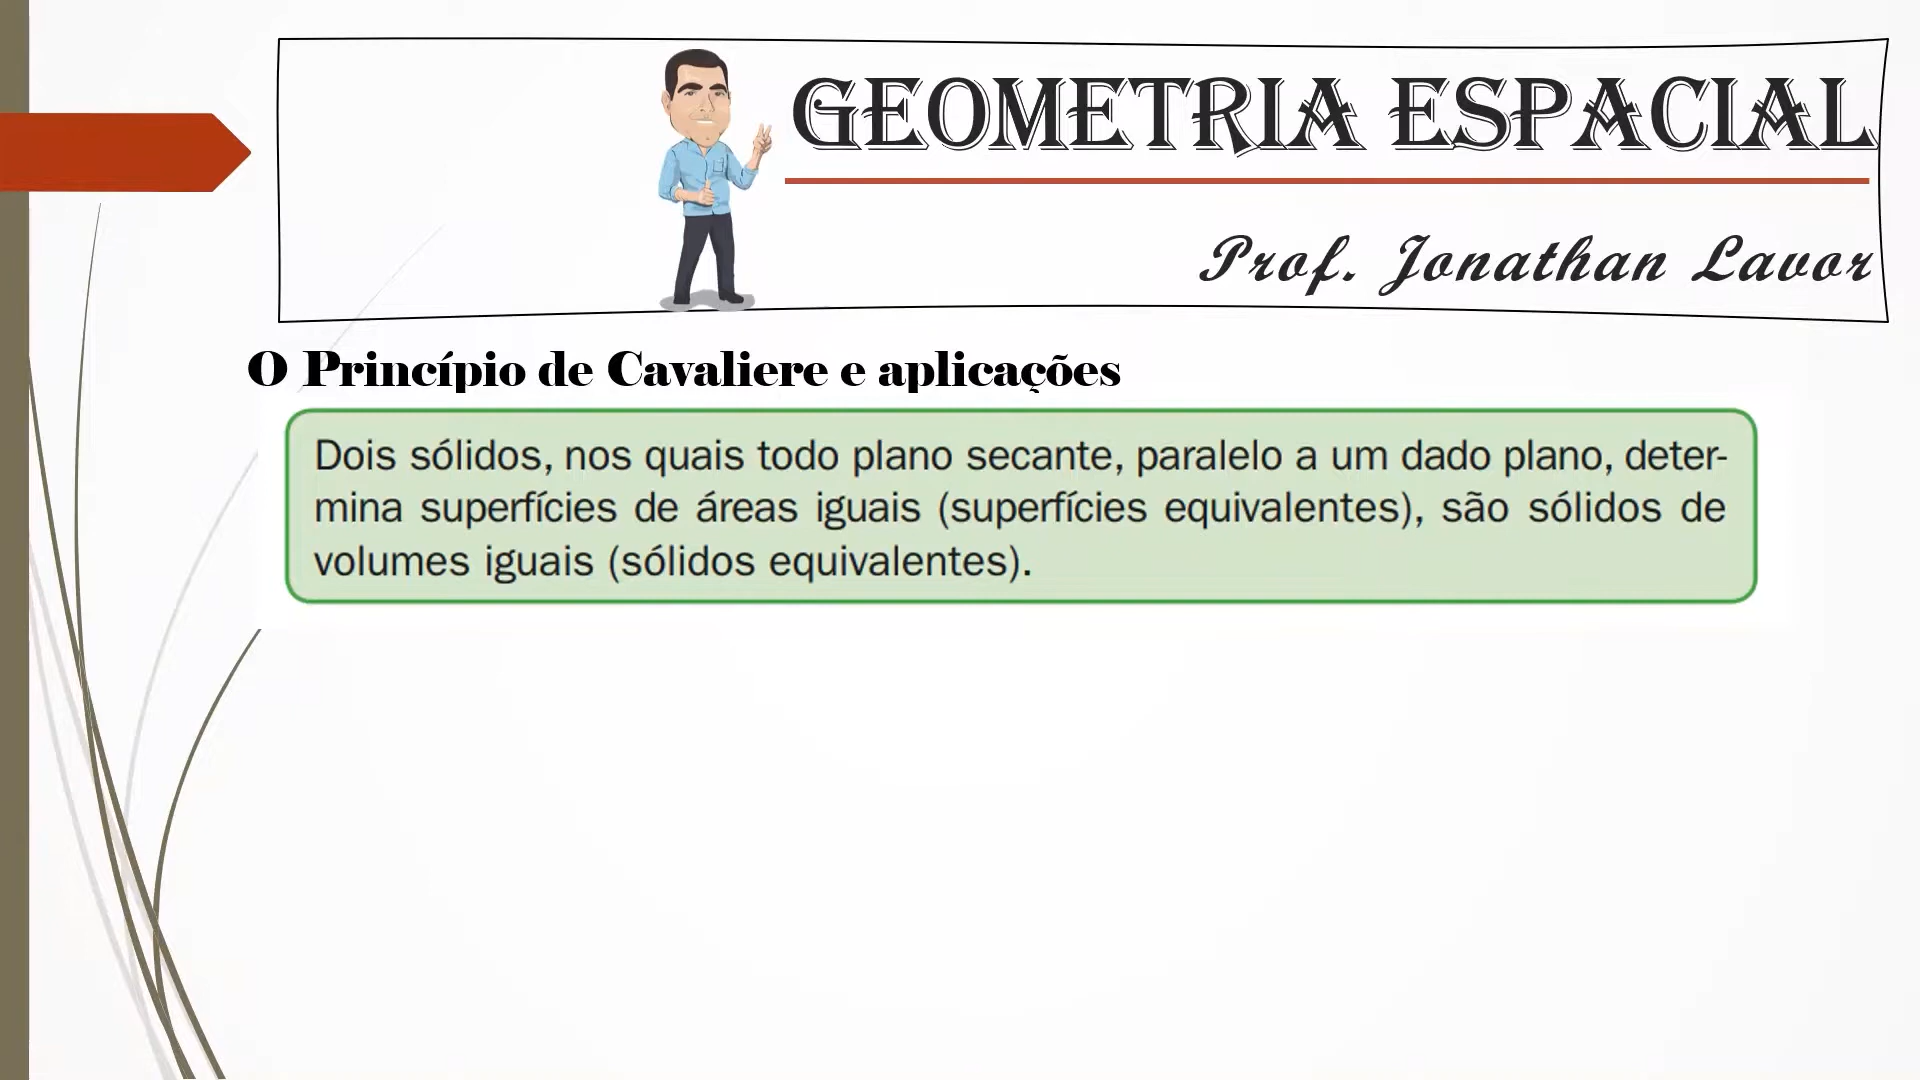 GEOMETRIA ESPACIAL
Prof. Jonathan Lavor
O Princípio de Cavaliere e aplicações
Dois sólidos, nos quais todo plano secante, paralelo a um dado plano, deter-
mina superfícies de áreas iguais (superfícies equivalentes), são sólidos de
volumes iguais (sólidos equivalentes).